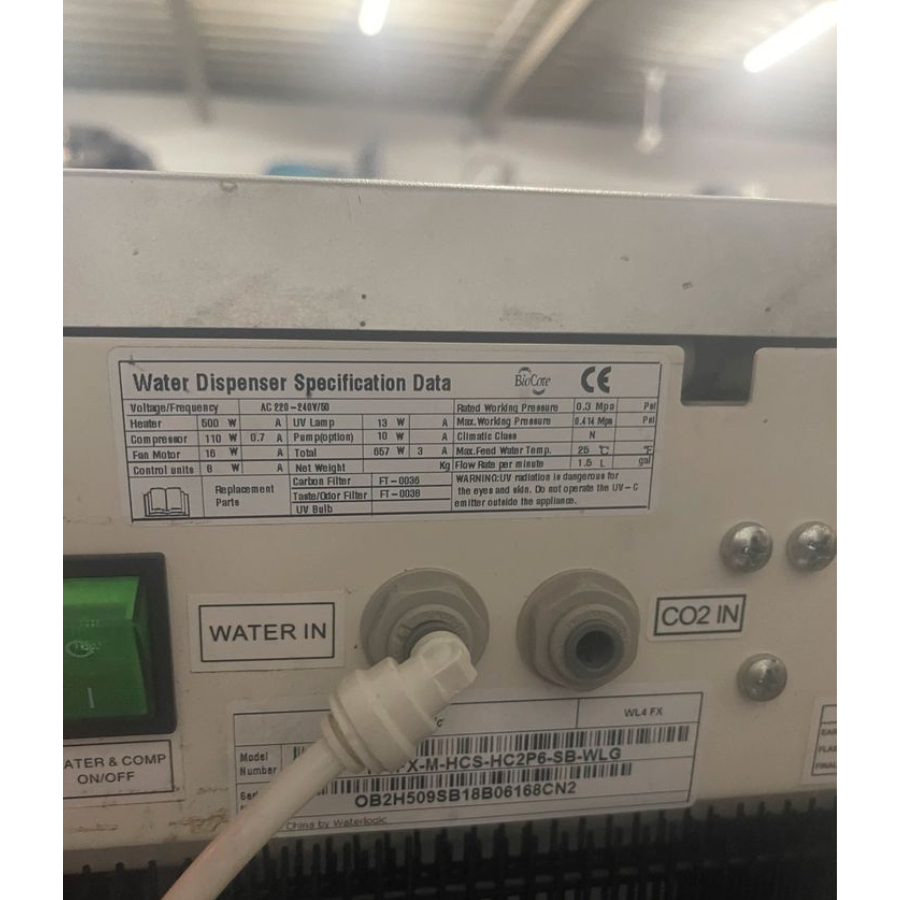 Water Dispenser Specification Data BioCote CE
Voltage/Frequency AC 220-240V/50 Rated Working Pressure 0.3 Mpa Psi
Heater 500 W A UV Lamp 13 W A Max.Working Pressure 0.414 Mpa Psi
Compressor 110 W 0.7 A Pump(option) 10 W A Climatic Class N
Fan Motor 16 W A Total 657 W 3 A Max.Feed Water Temp. 25 ℃ ℉
Control units 8 W A Net Weight Kg Flow Rate per minute 1.5 L gal
Replacement Parts
Carbon Filter FT-0036
Taste/Odor Filter FT-0038
UV Bulb
WARNING:UV radiation is dangerous for
the eyes and skin. Do not operate the UV-C
emitter outside the appliance.
WATER IN
CO2 IN
ATER & COMP
ON/OFF
WL4 FX
Model
Number
X-M-HCS-HC2P6-SB-WLG
OB2H509SB18B06168CN2
China by Waterlogic